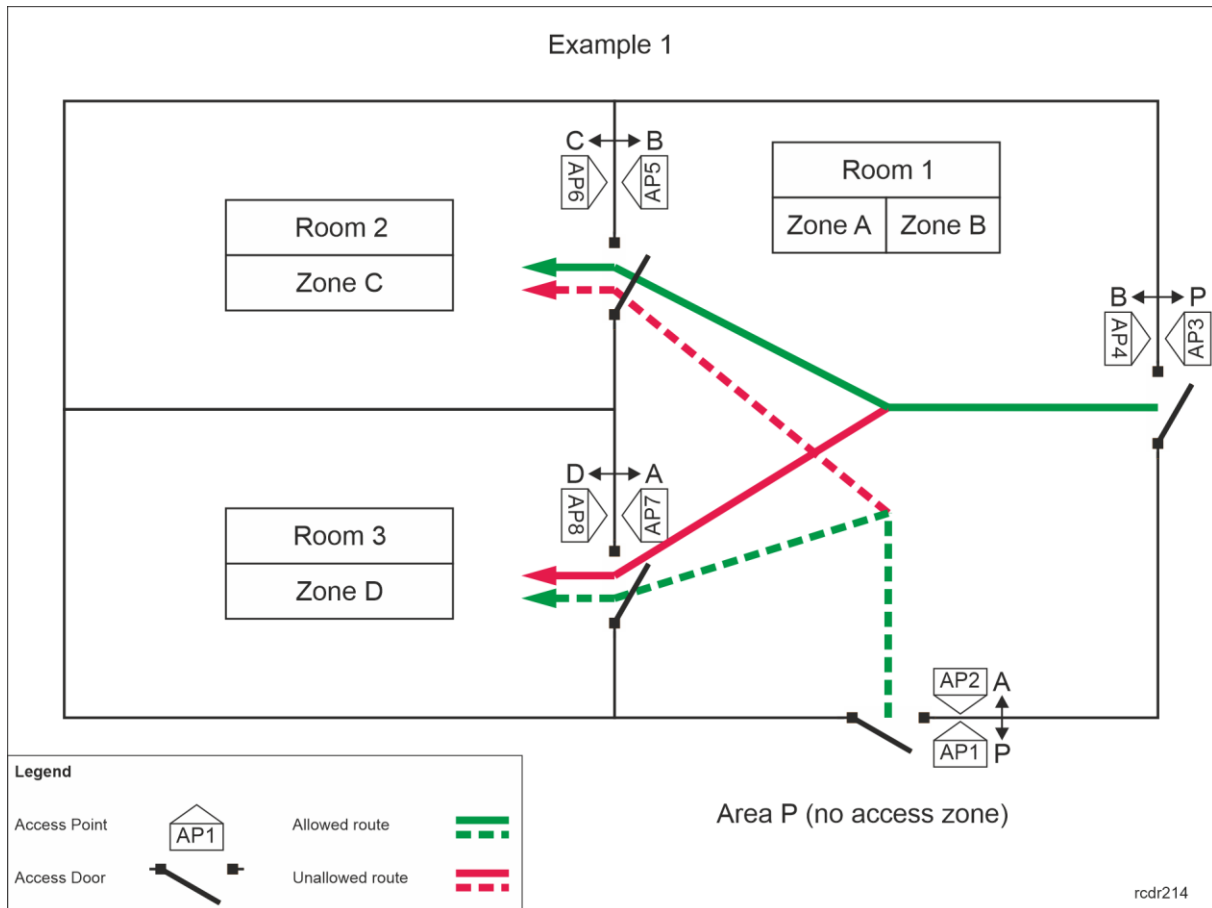 Example 1
C B
AP6 AP5
Room 1
Zone A Zone B
Room 2
Zone C
B P
AP4 AP3
D A
AP8 AP7
Room 3
Zone D
AP2 A
AP1 P
Area P (no access zone)
Legend
Access Point AP1 Allowed route
Access Door Unallowed route
rcdr214